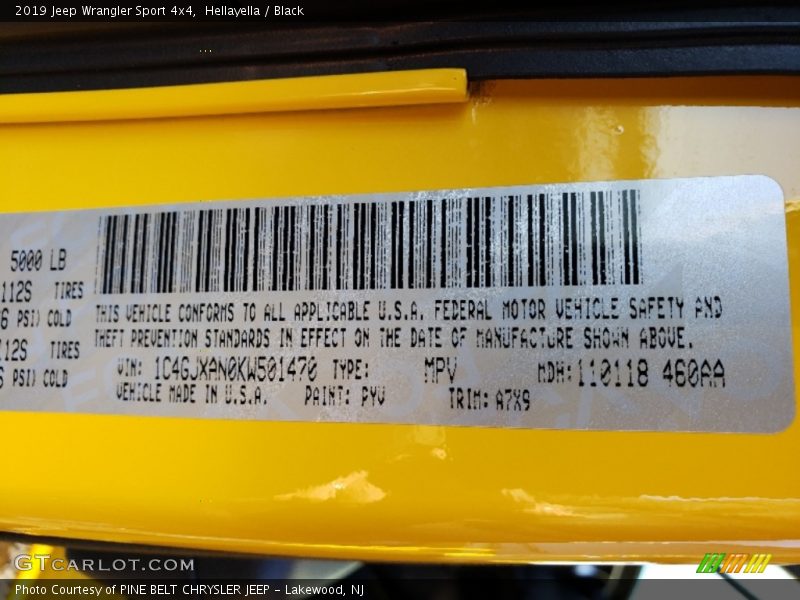 2019 Jeep Wrangler Sport 4x4,  Hellayella / Black
5000 LB
112S TIRES
6 PSI) COLD
112S TIRES
PSI) COLD
THIS VEHICLE CONFORMS TO ALL APPLICABLE U.S.A. FEDERAL MOTOR VEHICLE SAFETY AND
THEFT PREVENTION STANDARDS IN EFFECT ON THE DATE OF MANUFACTURE SHOWN ABOVE.
VIN: 1C4GJXAN0KW501470 TYPE: MPV MDH: 110118 460AA
VEHICLE MADE IN U.S.A. PAINT: PYV TRIM: A7X9
GTCARLOT.COM
Photo Courtesy of PINE BELT CHRYSLER JEEP - Lakewood, NJ